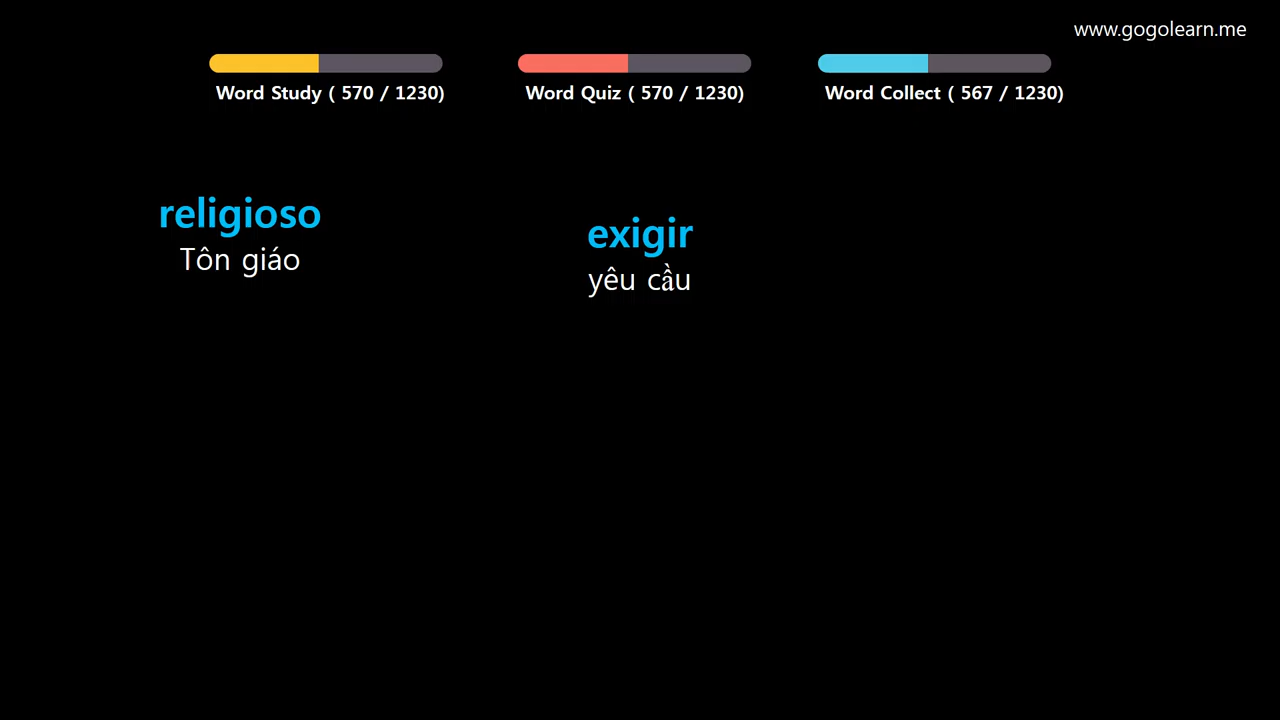 www.gogolearn.me
Word Study ( 570 / 1230)
Word Quiz ( 570 / 1230)
Word Collect ( 567 / 1230)
religioso
Tôn giáo
exigir
yêu cầu